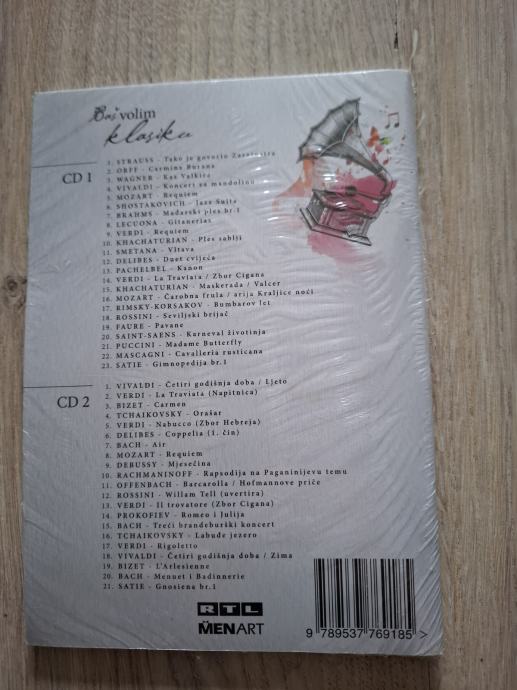 Baš volim
klasiku
CD 1
1. STRAUSS - Tako je govorio Zaratustra
2. ORFF - Carmina Burana
3. WAGNER - Kas Valkira
4. VIVALDI - Koncert za mandolinu
5. MOZART - Requiem
6. SHOSTAKOVICH - Jazz Suite
7. BRAHMS - Mađarski ples br.1
8. LECUONA - Gitanerias
9. VERDI - Requiem
10. KHACHATURIAN - Ples sablji
11. SMETANA - Vltava
12. DELIBES - Duet cvijeća
13. PACHELBEL - Kanon
14. VERDI - La Traviata / Zbor Cigana
15. KHACHATURIAN - Maskerada / Valcer
16. MOZART - Čarobna frula / arija Kraljice noći
17. RIMSKY-KORSAKOV - Bumbarov let
18. ROSSINI - Seviljski brijač
19. FAURE - Pavane
20. SAINT-SAENS - Karneval životinja
21. PUCCINI - Madame Butterfly
22. MASCAGNI - Cavalleria rusticana
23. SATIE - Gimnopedija br.1
CD 2
1. VIVALDI - Četiri godišnja doba / Ljeto
2. VERDI - La Traviata (Napitnica)
3. BIZET - Carmen
4. TCHAIKOVSKY - Orašar
5. VERDI - Nabucco (Zbor Hebreja)
6. DELIBES - Coppelia (1. čin)
7. BACH - Air
8. MOZART - Requiem
9. DEBUSSY - Mjesečina
10. RACHMANINOFF - Rapsodija na Paganinijevu temu
11. OFFENBACH - Barcarolla / Hofmannove priče
12. ROSSINI - Willam Tell (uvertira)
13. VERDI - Il trovatore (Zbor Cigana)
14. PROKOFIEV - Romeo i Julija
15. BACH - Treći brandeburški koncert
16. TCHAIKOVSKY - Labuđe jezero
17. VERDI - Rigoletto
18. VIVALDI - Četiri godišnja doba / Zima
19. BIZET - L'Arlesienne
20. BACH - Menuet i Badinnerie
21. SATIE - Gnosiena br.1
RTL
MENART
9 789537 769185 >